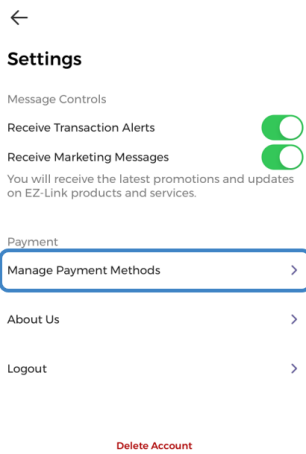 Settings
Message Controls
Receive Transaction Alerts
Receive Marketing Messages
You will receive the latest promotions and updates
on EZ-Link products and services.
Payment
Manage Payment Methods
About Us
Logout
Delete Account